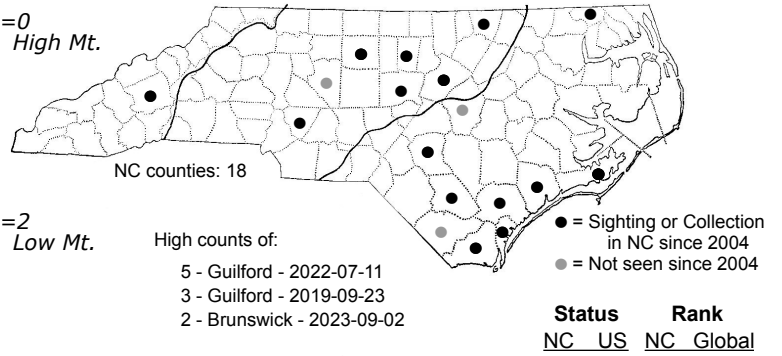 =0
High Mt.
NC counties: 18
=2
Low Mt.
High counts of:
5 - Guilford - 2022-07-11
3 - Guilford - 2019-09-23
2 - Brunswick - 2023-09-02
= Sighting or Collection
in NC since 2004
= Not seen since 2004
Status Rank
NC US NC Global